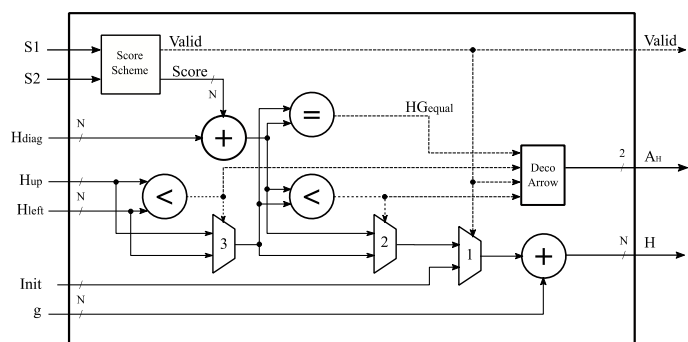 S1
S2
Score
Scheme
Valid
Valid
Score
N
Hdiag
N
+
=
HGequal
Hup
Hleft
N
<
<
Deco
Arrow
2
AH
3
2
1
+
N
H
Init
N
g